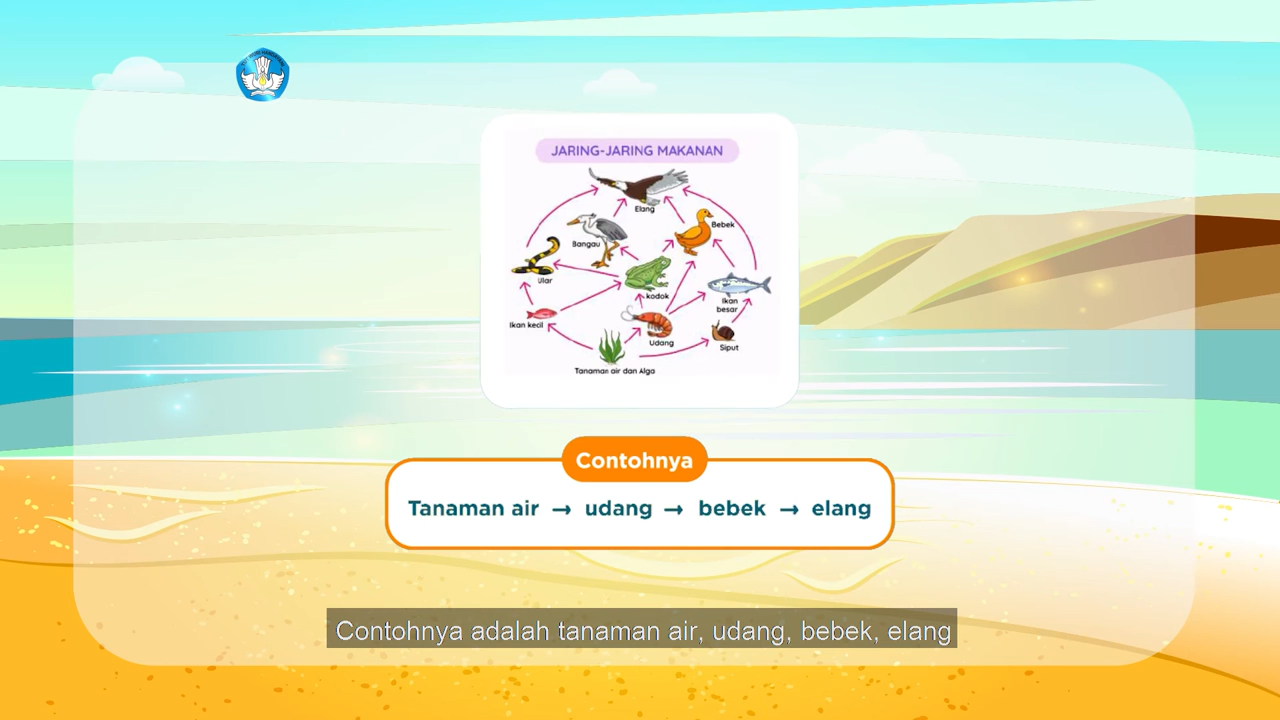 JARING-JARING MAKANAN
Elang
Bebek
Bangau
Ular
kodok
Ikan
besar
Ikan kecil
Udang
Siput
Tanaman air dan Alga
Contohnya
Tanaman air → udang → bebek → elang
Contohnya adalah tanaman air, udang, bebek, elang